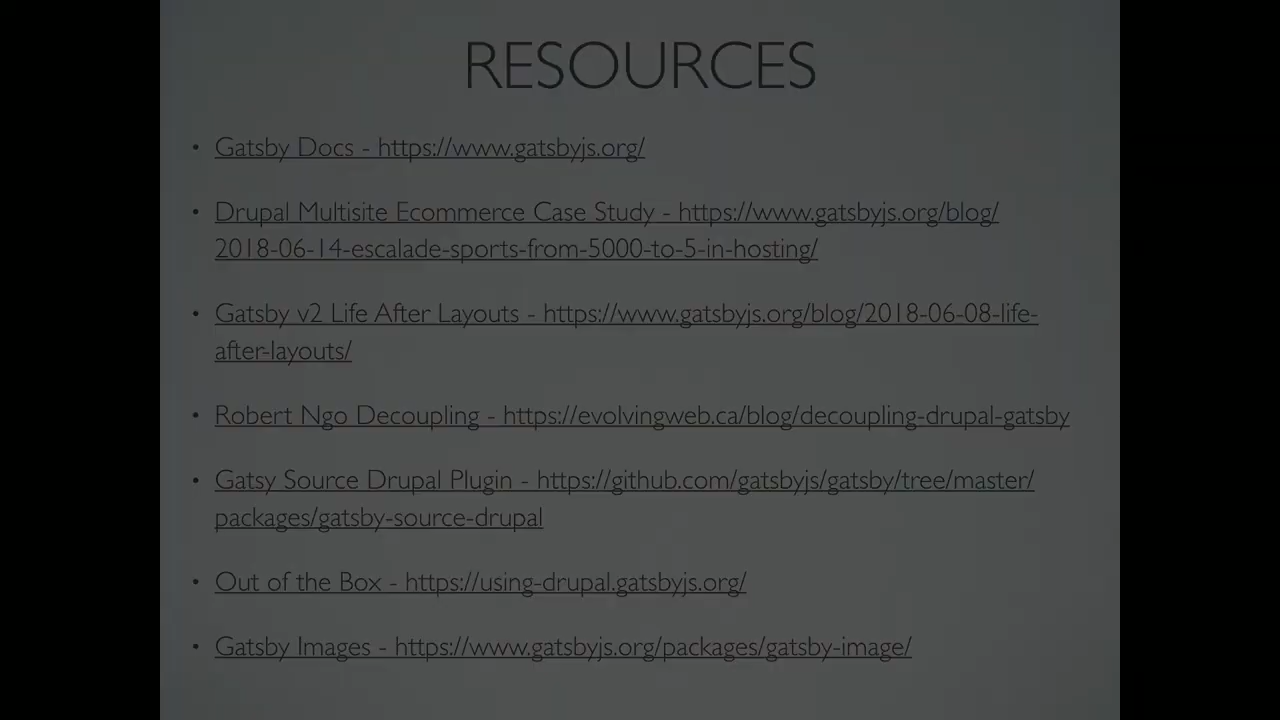 RESOURCES
• Gatsby Docs - https://www.gatsbyjs.org/
• Drupal Multisite Ecommerce Case Study - https://www.gatsbyjs.org/blog/
2018-06-14-escalade-sports-from-5000-to-5-in-hosting/
• Gatsby v2 Life After Layouts - https://www.gatsbyjs.org/blog/2018-06-08-life-
after-layouts/
• Robert Ngo Decoupling - https://evolvingweb.ca/blog/decoupling-drupal-gatsby
• Gatsy Source Drupal Plugin - https://github.com/gatsbyjs/gatsby/tree/master/
packages/gatsby-source-drupal
• Out of the Box - https://using-drupal.gatsbyjs.org/
• Gatsby Images - https://www.gatsbyjs.org/packages/gatsby-image/